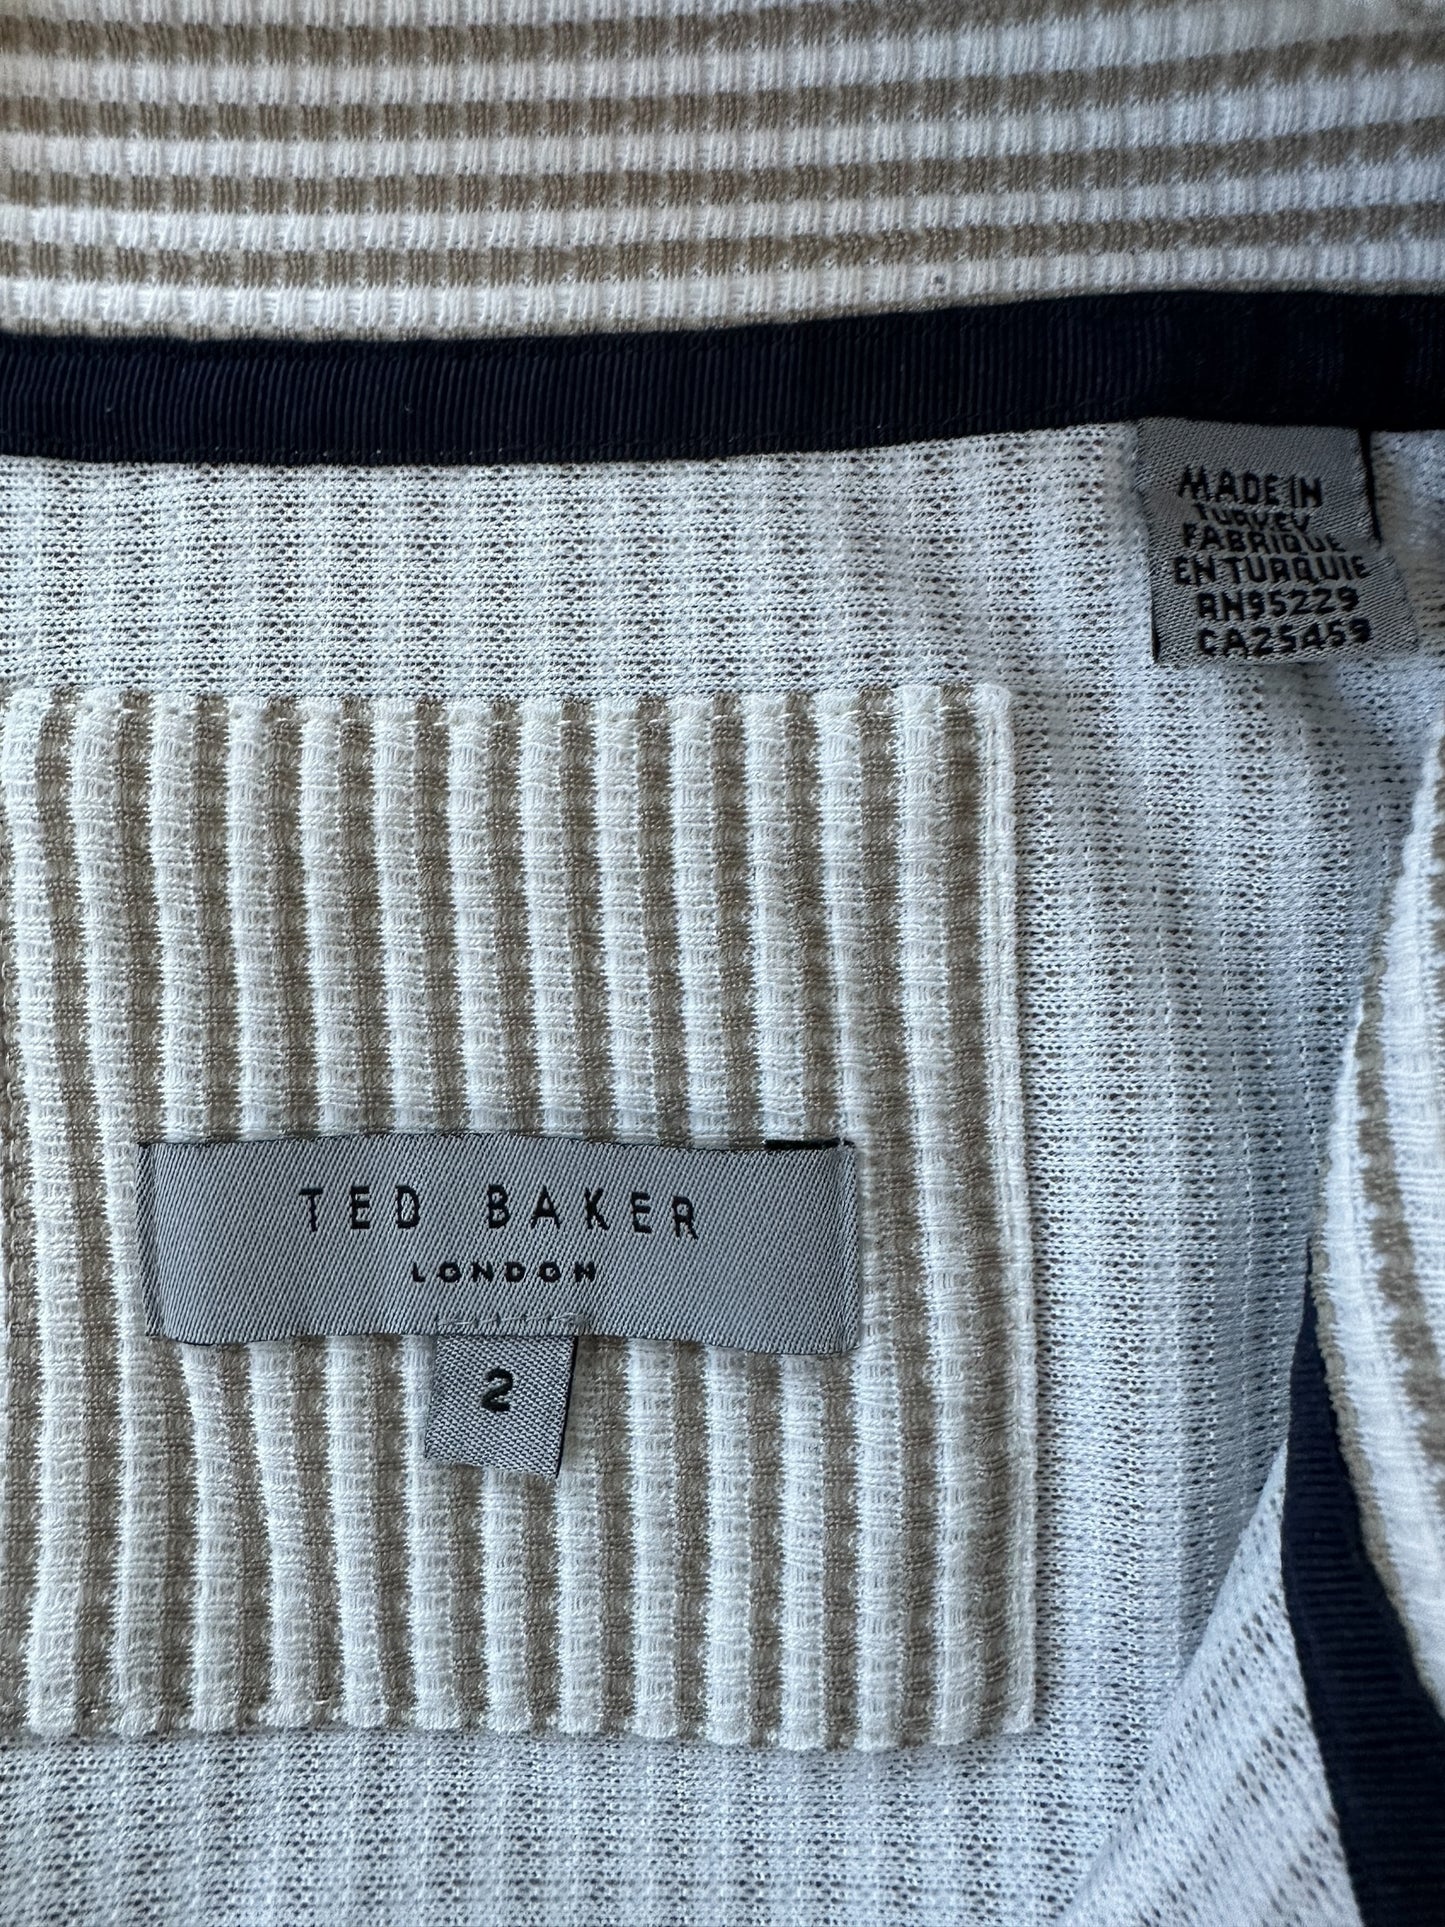 MADE IN
TURKEY
FABRIQUE
EN TURQUIE
RN95229
CA25459
TED BAKER
LONDON
2